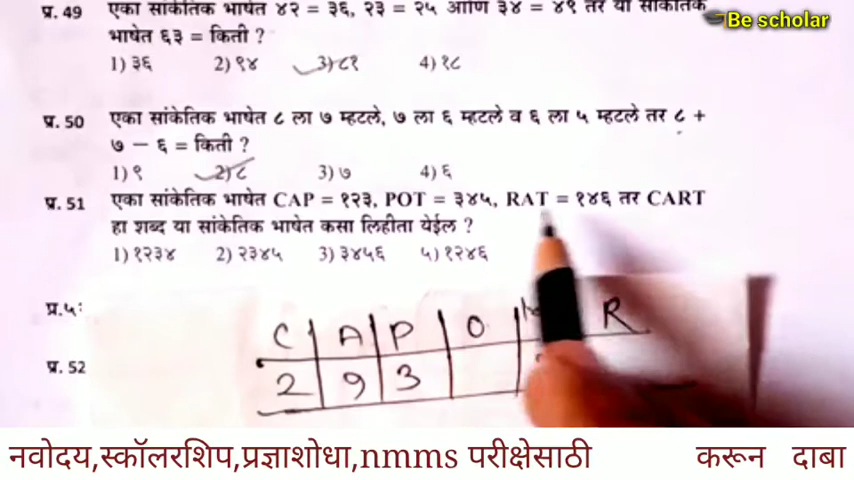 प्र. 49 एका सांकेतिक भाषेत ४२ = ३६, २३ = २५ आणि ३४ = ४९ तर या सांकेतिक
Be scholar
भाषेत ६३ = किती ?
1) ३६ 2) ९४ 3) ८१ 4) १८
प्र. 50 एका सांकेतिक भाषेत ८ ला ७ म्हटले, ७ ला ६ म्हटले व ६ ला ५ म्हटले तर ८ +
७ − ६ = किती ?
1) ९ 2) ८ 3) ७ 4) ६
प्र. 51 एका सांकेतिक भाषेत CAP = १२३, POT = ३४५, RAT = १४६ तर CART
हा शब्द या सांकेतिक भाषेत कसा लिहीता येईल ?
1) १२३४ 2) २३४५ 3) ३४५६ ४) १२४६
प्र.५
C A P O R
प्र. 52
2 9 3
नवोदय,स्कॉलरशिप,प्रज्ञाशोधा,nmms परीक्षेसाठी करून दाबा